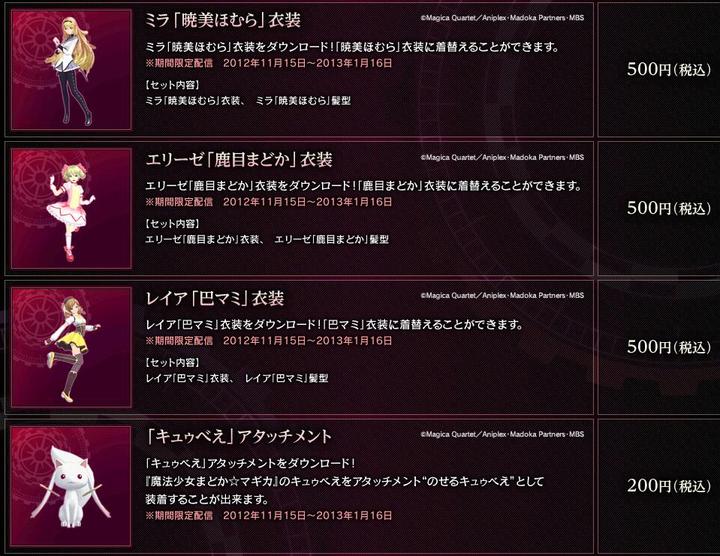 ミラ「暁美ほむら」衣装
©Magica Quartet／Aniplex・Madoka Partners・MBS
ミラ「暁美ほむら」衣装をダウンロード！「暁美ほむら」衣装に着替えることができます。
※期間限定配信　2012年11月15日～2013年1月16日
【セット内容】
ミラ「暁美ほむら」衣装、　ミラ「暁美ほむら」髪型
500円（税込）
エリーゼ「鹿目まどか」衣装
©Magica Quartet／Aniplex・Madoka Partners・MBS
エリーゼ「鹿目まどか」衣装をダウンロード！「鹿目まどか」衣装に着替えることができます。
※期間限定配信　2012年11月15日～2013年1月16日
【セット内容】
エリーゼ「鹿目まどか」衣装、　エリーゼ「鹿目まどか」髪型
500円（税込）
レイア「巴マミ」衣装
©Magica Quartet／Aniplex・Madoka Partners・MBS
レイア「巴マミ」衣装をダウンロード！「巴マミ」衣装に着替えることができます。
※期間限定配信　2012年11月15日～2013年1月16日
【セット内容】
レイア「巴マミ」衣装、　レイア「巴マミ」髪型
500円（税込）
「キュゥべえ」アタッチメント
©Magica Quartet／Aniplex・Madoka Partners・MBS
「キュゥべえ」アタッチメントをダウンロード！
『魔法少女まどか☆マギカ』のキュゥべえをアタッチメント“のせるキュゥべえ”として
装着することが出来ます。
※期間限定配信　2012年11月15日～2013年1月16日
200円（税込）